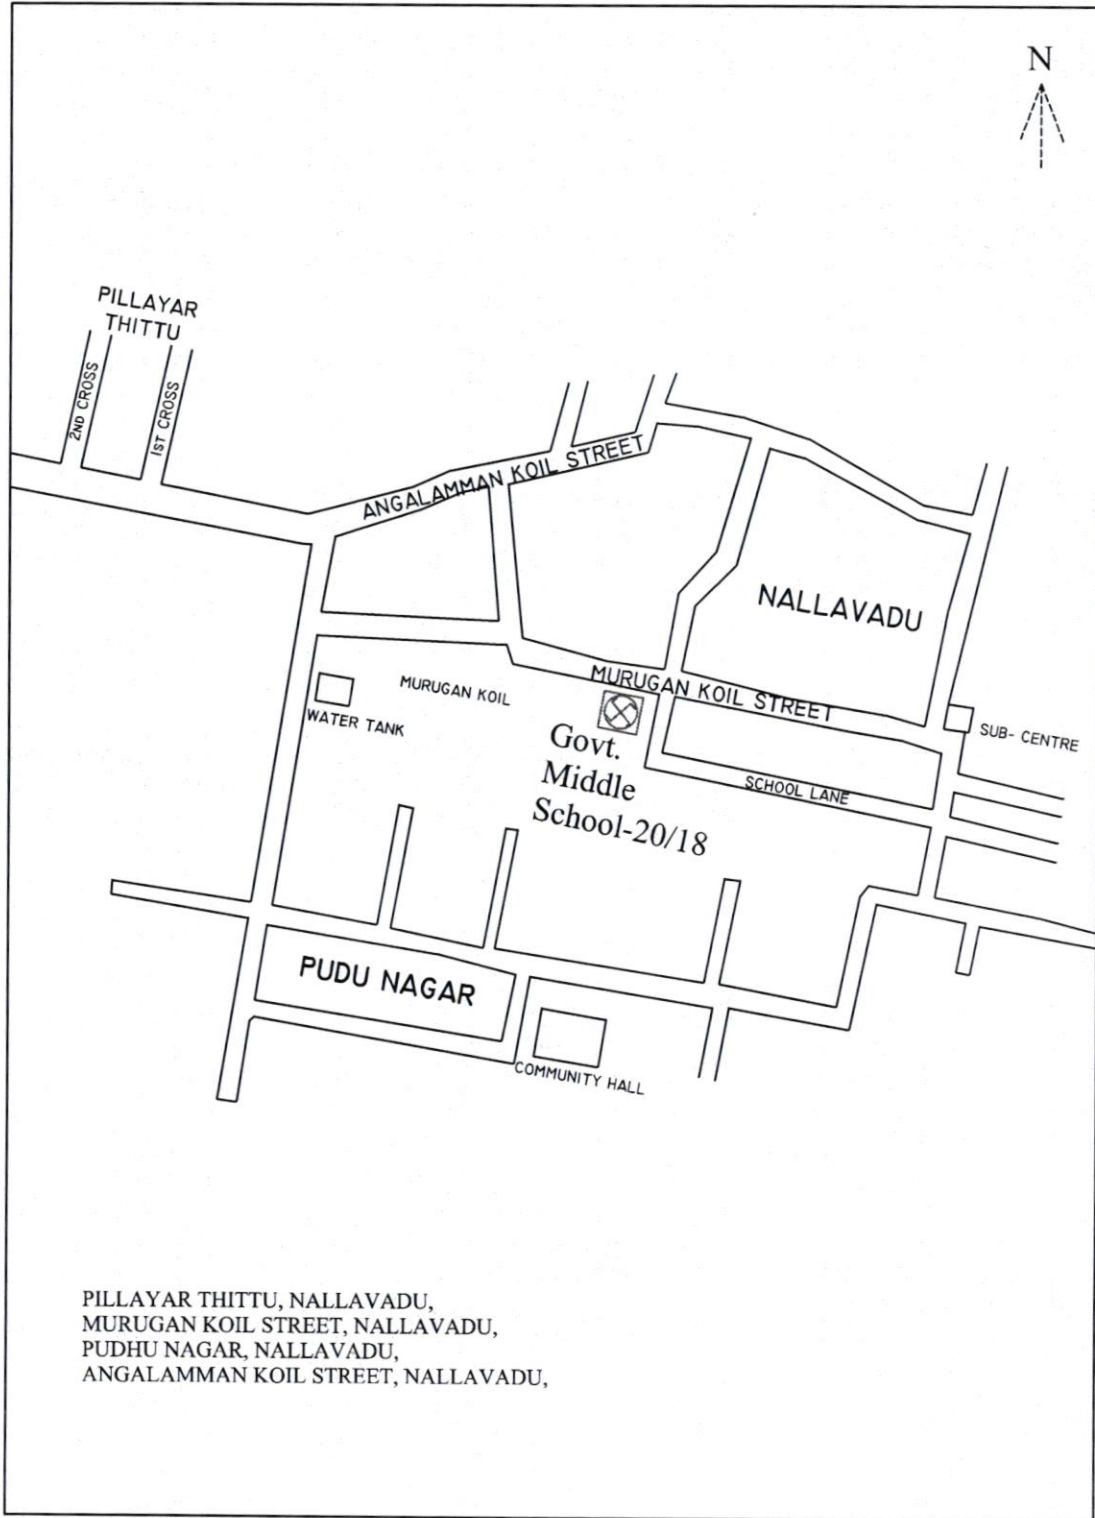 N
PILLAYAR
THITTU
2ND CROSS
1ST CROSS
ANGALAMMAN KOIL STREET
NALLAVADU
MURUGAN KOIL STREET
MURUGAN KOIL
WATER TANK
SUB- CENTRE
Govt.
Middle
School-20/18
SCHOOL LANE
PUDU NAGAR
COMMUNITY HALL
PILLAYAR THITTU, NALLAVADU,
MURUGAN KOIL STREET, NALLAVADU,
PUDHU NAGAR, NALLAVADU,
ANGALAMMAN KOIL STREET, NALLAVADU,